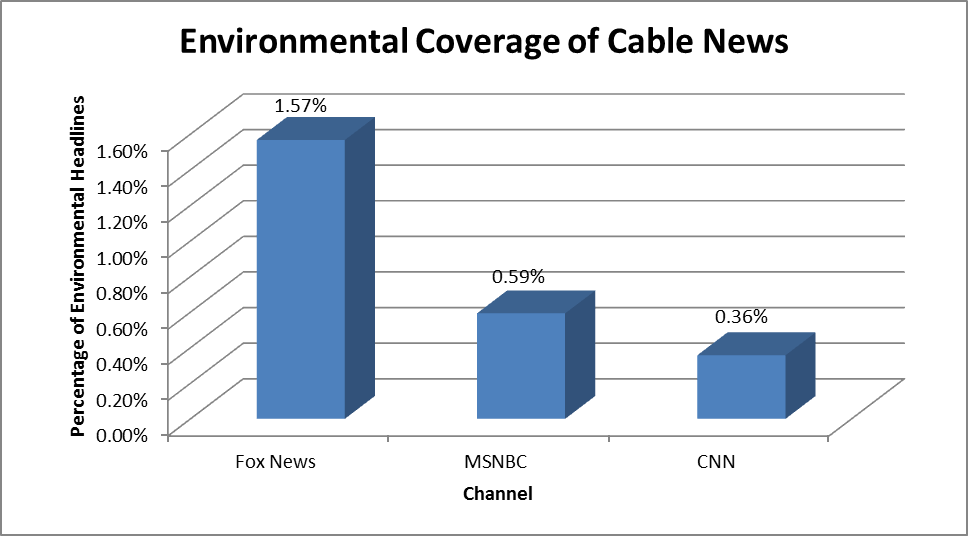 Environmental Coverage of Cable News
Percentage of Environmental Headlines
1.60%
1.40%
1.20%
1.00%
0.80%
0.60%
0.40%
0.20%
0.00%
1.57%
0.59%
0.36%
Fox News
MSNBC
CNN
Channel